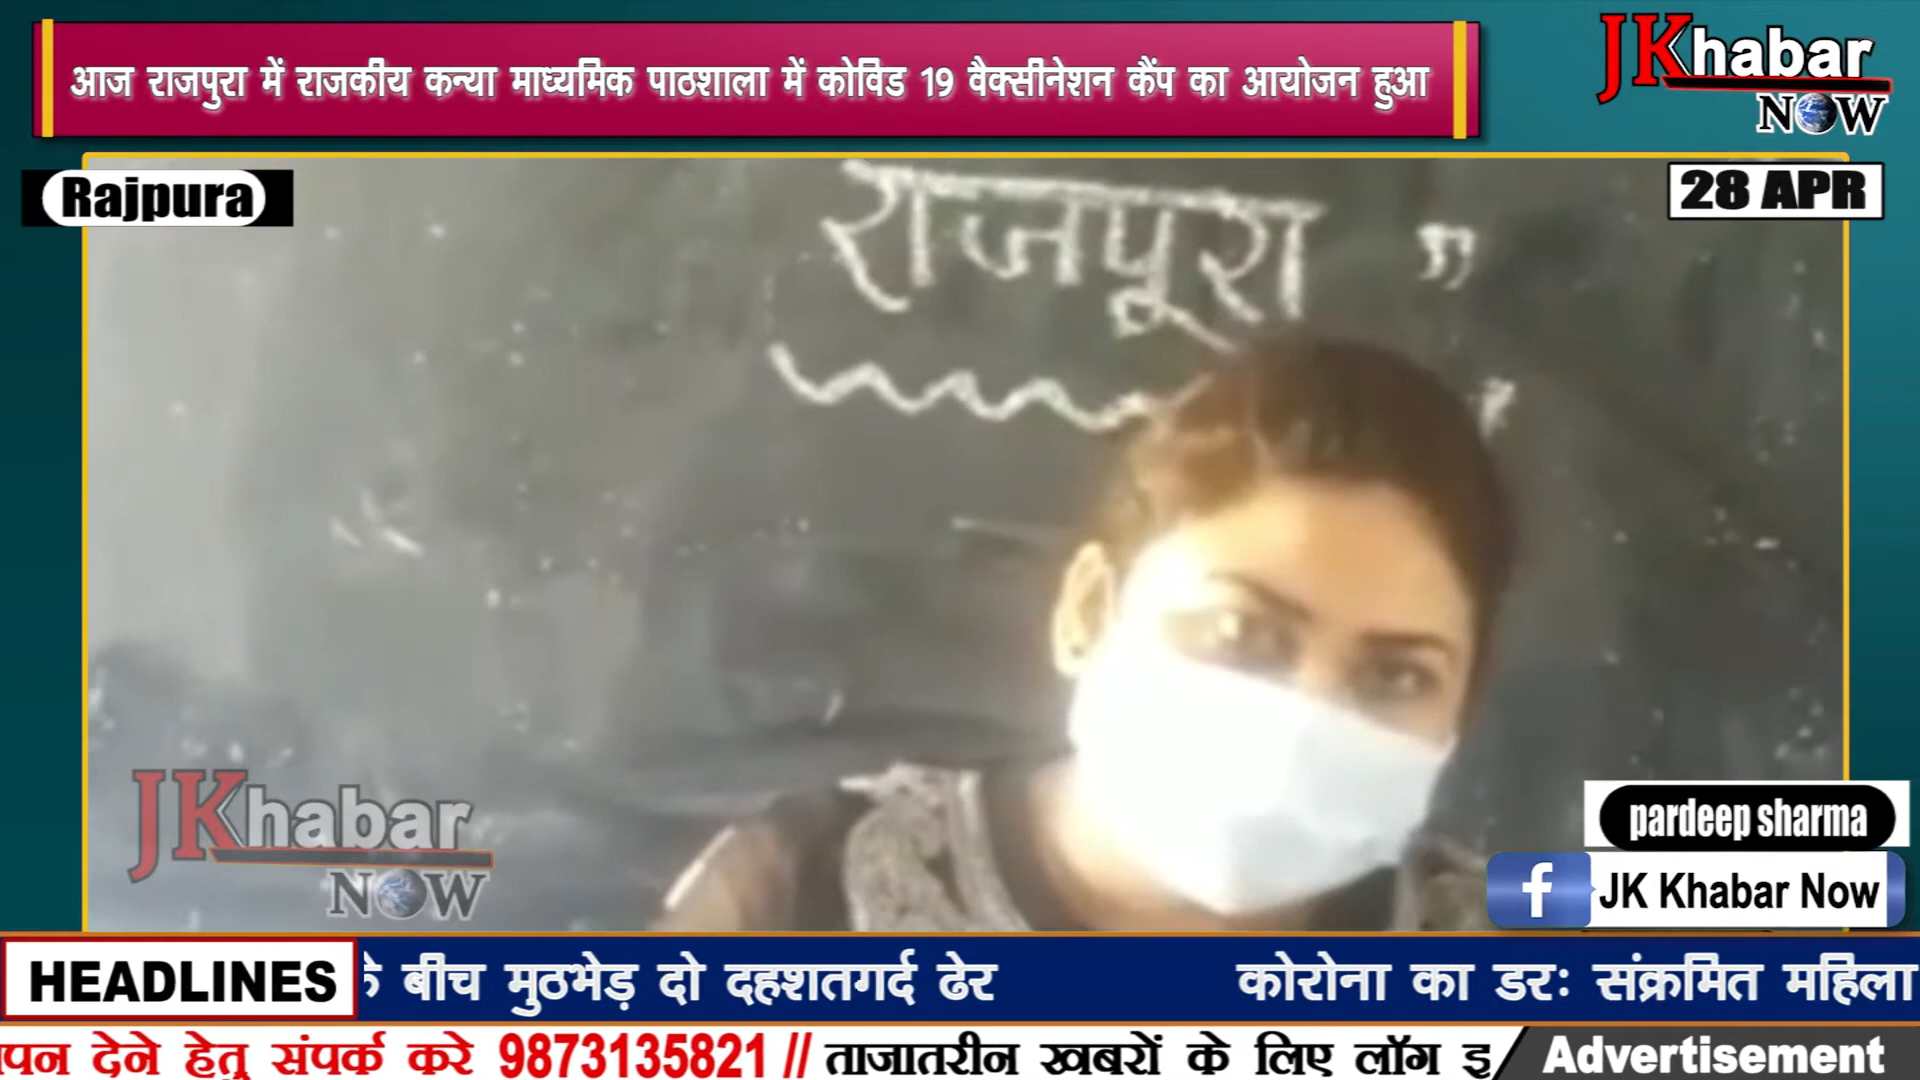 आज राजपुरा में राजकीय कन्या माध्यमिक पाठशाला में कोविड 19 वैक्सीनेशन कैंप का आयोजन हुआ
JKhabar
NOW
Rajpura
28 APR
राजपूरा ”
JKhabar
NOW
pardeep sharma
f JK Khabar Now
HEADLINES के बीच मुठभेड़ दो दहशतगर्द ढेर कोरोना का डरः संक्रमित महिला
पन देने हेतु संपर्क करे 9873135821 // ताजातरीन खबरों के लिए लॉग इ Advertisement